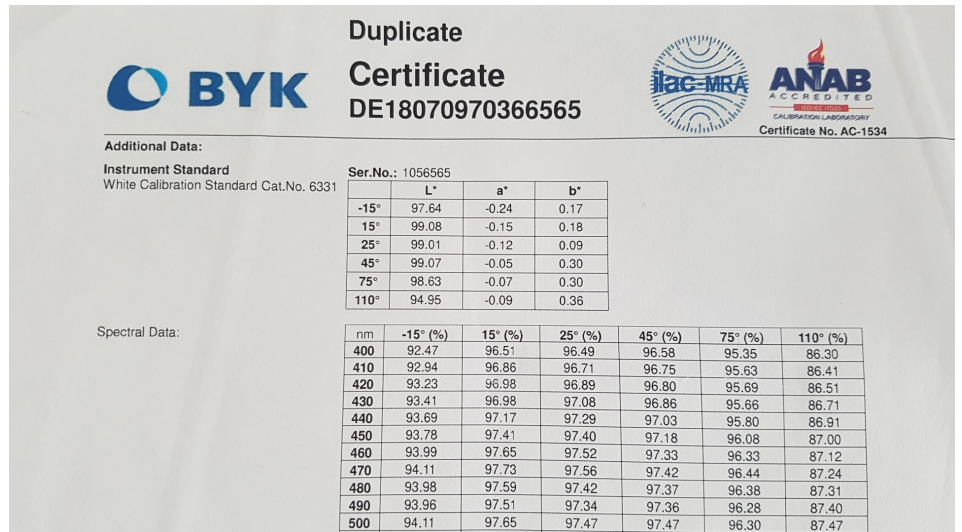 Duplicate
Certificate
DE18070970366565
BYK
ilac-MRA
ANAB
ACCREDITED
ISO/IEC 17025
CALIBRATION LABORATORY
Certificate No. AC-1534
Additional Data:
Instrument Standard
White Calibration Standard Cat.No. 6331
Ser.No.: 1056565
L* a* b*
-15° 97.64 -0.24 0.17
15° 99.08 -0.15 0.18
25° 99.01 -0.12 0.09
45° 99.07 -0.05 0.30
75° 98.63 -0.07 0.30
110° 94.95 -0.09 0.36
Spectral Data:
nm -15° (%) 15° (%) 25° (%) 45° (%) 75° (%) 110° (%)
400 92.47 96.51 96.49 96.58 95.35 86.30
410 92.94 96.86 96.71 96.75 95.63 86.41
420 93.23 96.98 96.89 96.80 95.69 86.51
430 93.41 96.98 97.08 96.86 95.66 86.71
440 93.69 97.17 97.29 97.03 95.80 86.91
450 93.78 97.41 97.40 97.18 96.08 87.00
460 93.99 97.65 97.52 97.33 96.33 87.12
470 94.11 97.73 97.56 97.42 96.44 87.24
480 93.98 97.59 97.42 97.37 96.38 87.31
490 93.96 97.51 97.34 97.36 96.28 87.40
500 94.11 97.65 97.47 97.47 96.30 87.47